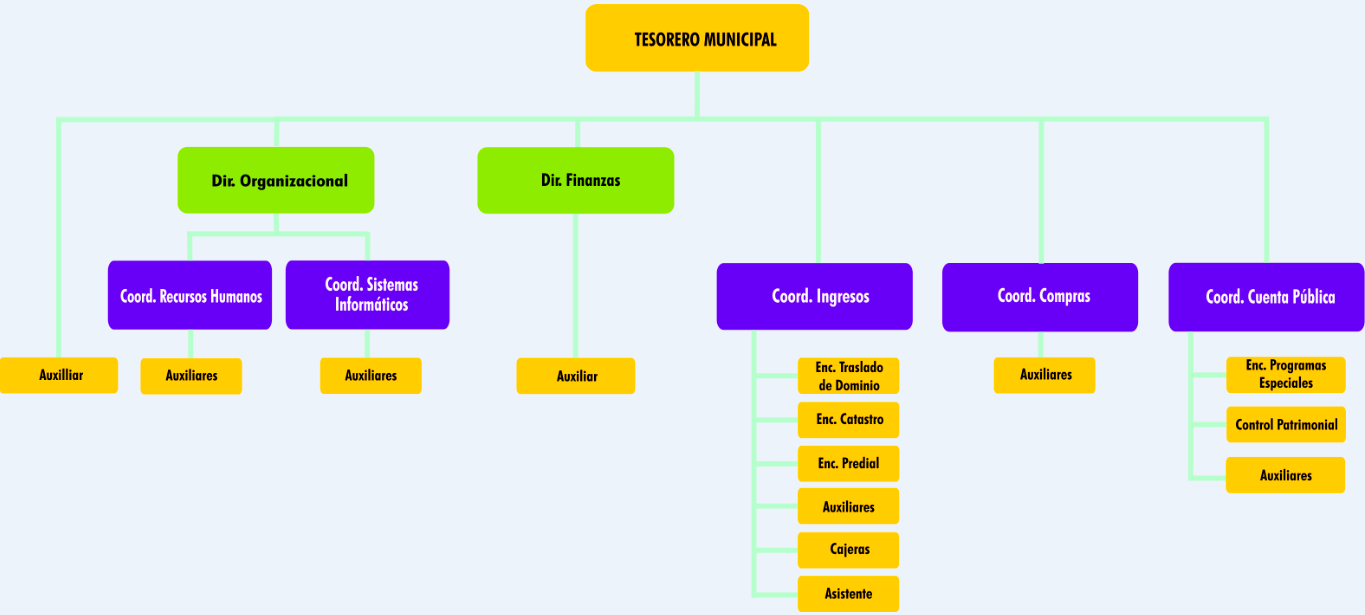 TESORERO MUNICIPAL
Dir. Organizacional
Dir. Finanzas
Coord. Recursos Humanos
Coord. Sistemas
Informáticos
Coord. Ingresos
Coord. Compras
Coord. Cuenta Pública
Auxilliar
Auxiliares
Auxiliares
Auxiliar
Enc. Traslado
de Dominio
Enc. Catastro
Enc. Predial
Auxiliares
Cajeras
Asistente
Auxiliares
Enc. Programas
Especiales
Control Patrimonial
Auxiliares